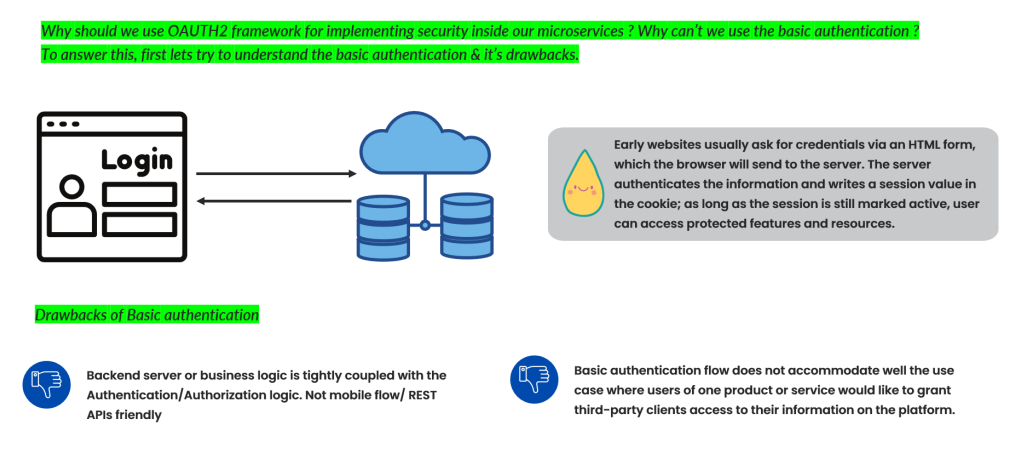 Why should we use OAUTH2 framework for implementing security inside our microservices ? Why can't we use the basic authentication ?
To answer this, first lets try to understand the basic authentication & it's drawbacks.
Login
Early websites usually ask for credentials via an HTML form,
which the browser will send to the server. The server
authenticates the information and writes a session value in
the cookie; as long as the session is still marked active, user
can access protected features and resources.
Drawbacks of Basic authentication
Backend server or business logic is tightly coupled with the
Authentication/Authorization logic. Not mobile flow/ REST
APIs friendly
Basic authentication flow does not accommodate well the use
case where users of one product or service would like to grant
third-party clients access to their information on the platform.